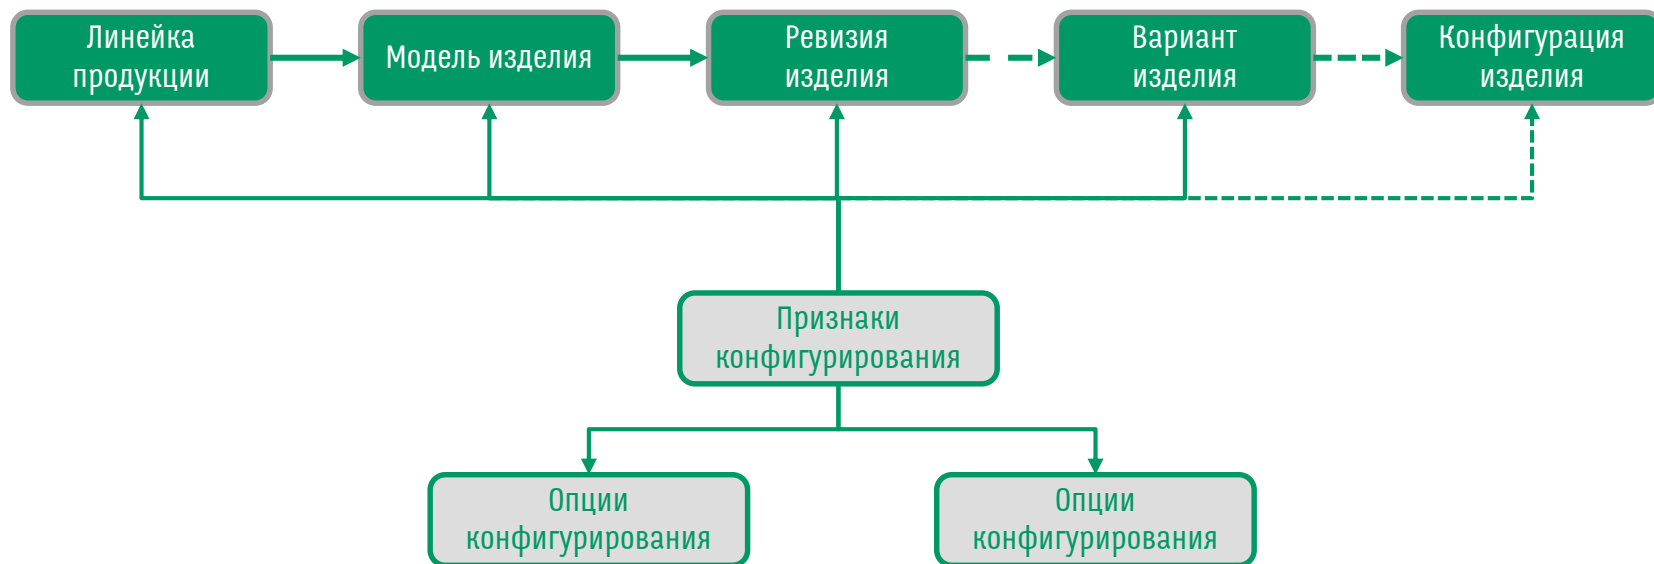 Линейка
продукции
Модель изделия
Ревизия
изделия
Вариант
изделия
Конфигурация
изделия
Признаки
конфигурирования
Опции
конфигурирования
Опции
конфигурирования